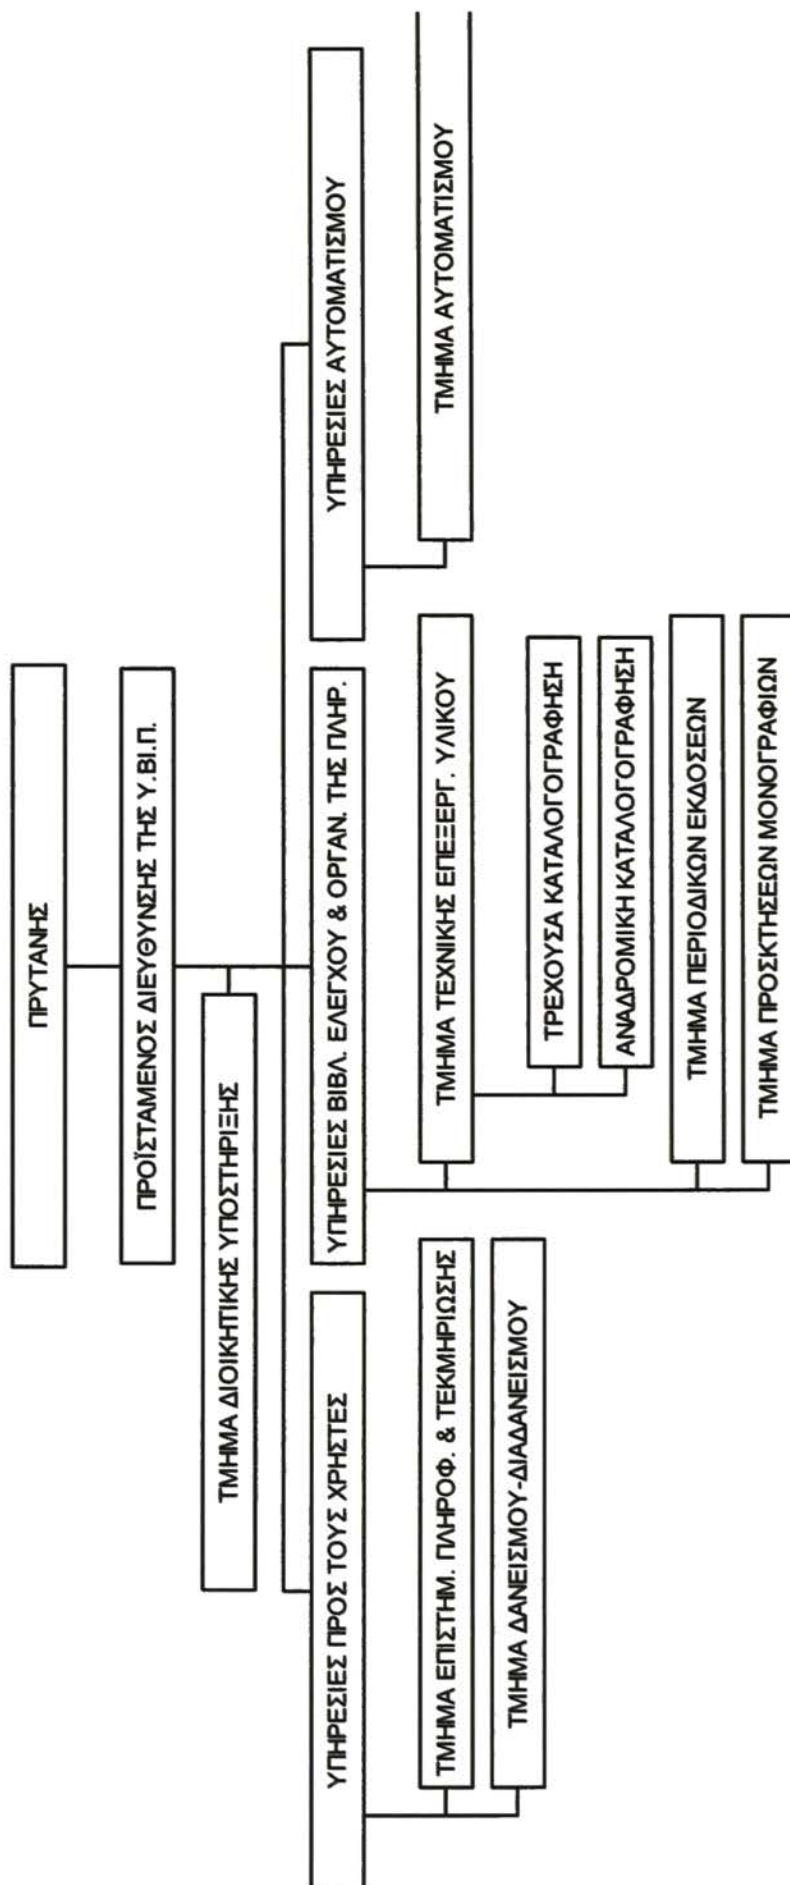 ΠΡΥΤΑΝΗΣ
ΠΡΟΪΣΤΑΜΕΝΟΣ ΔΙΕΥΘΥΝΣΗΣ ΤΗΣ Υ.ΒΙ.Π.
ΤΜΗΜΑ ΔΙΟΙΚΗΤΙΚΗΣ ΥΠΟΣΤΗΡΙΞΗΣ
ΥΠΗΡΕΣΙΕΣ ΠΡΟΣ ΤΟΥΣ ΧΡΗΣΤΕΣ
ΤΜΗΜΑ ΕΠΙΣΤΗΜ. ΠΛΗΡΟΦ. & ΤΕΚΜΗΡΙΩΣΗΣ
ΤΜΗΜΑ ΔΑΝΕΙΣΜΟΥ-ΔΙΑΔΑΝΕΙΣΜΟΥ
ΥΠΗΡΕΣΙΕΣ ΒΙΒΛ. ΕΛΕΓΧΟΥ & ΟΡΓΑΝ. ΤΗΣ ΠΛΗΡ.
ΤΜΗΜΑ ΤΕΧΝΙΚΗΣ ΕΠΕΞΕΡΓ. ΥΛΙΚΟΥ
ΤΡΕΧΟΥΣΑ ΚΑΤΑΛΟΓΟΓΡΑΦΗΣΗ
ΑΝΑΔΡΟΜΙΚΗ ΚΑΤΑΛΟΓΟΓΡΑΦΗΣΗ
ΤΜΗΜΑ ΠΕΡΙΟΔΙΚΩΝ ΕΚΔΟΣΕΩΝ
ΤΜΗΜΑ ΠΡΟΣΚΤΗΣΕΩΝ ΜΟΝΟΓΡΑΦΙΩΝ
ΥΠΗΡΕΣΙΕΣ ΑΥΤΟΜΑΤΙΣΜΟΥ
ΤΜΗΜΑ ΑΥΤΟΜΑΤΙΣΜΟΥ